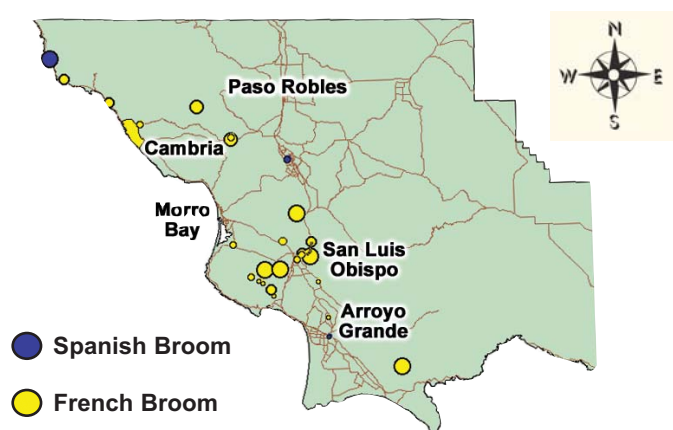 N
W E
S
Paso Robles
Cambria
Morro
Bay
San Luis
Obispo
Arroyo
Grande
Spanish Broom
French Broom